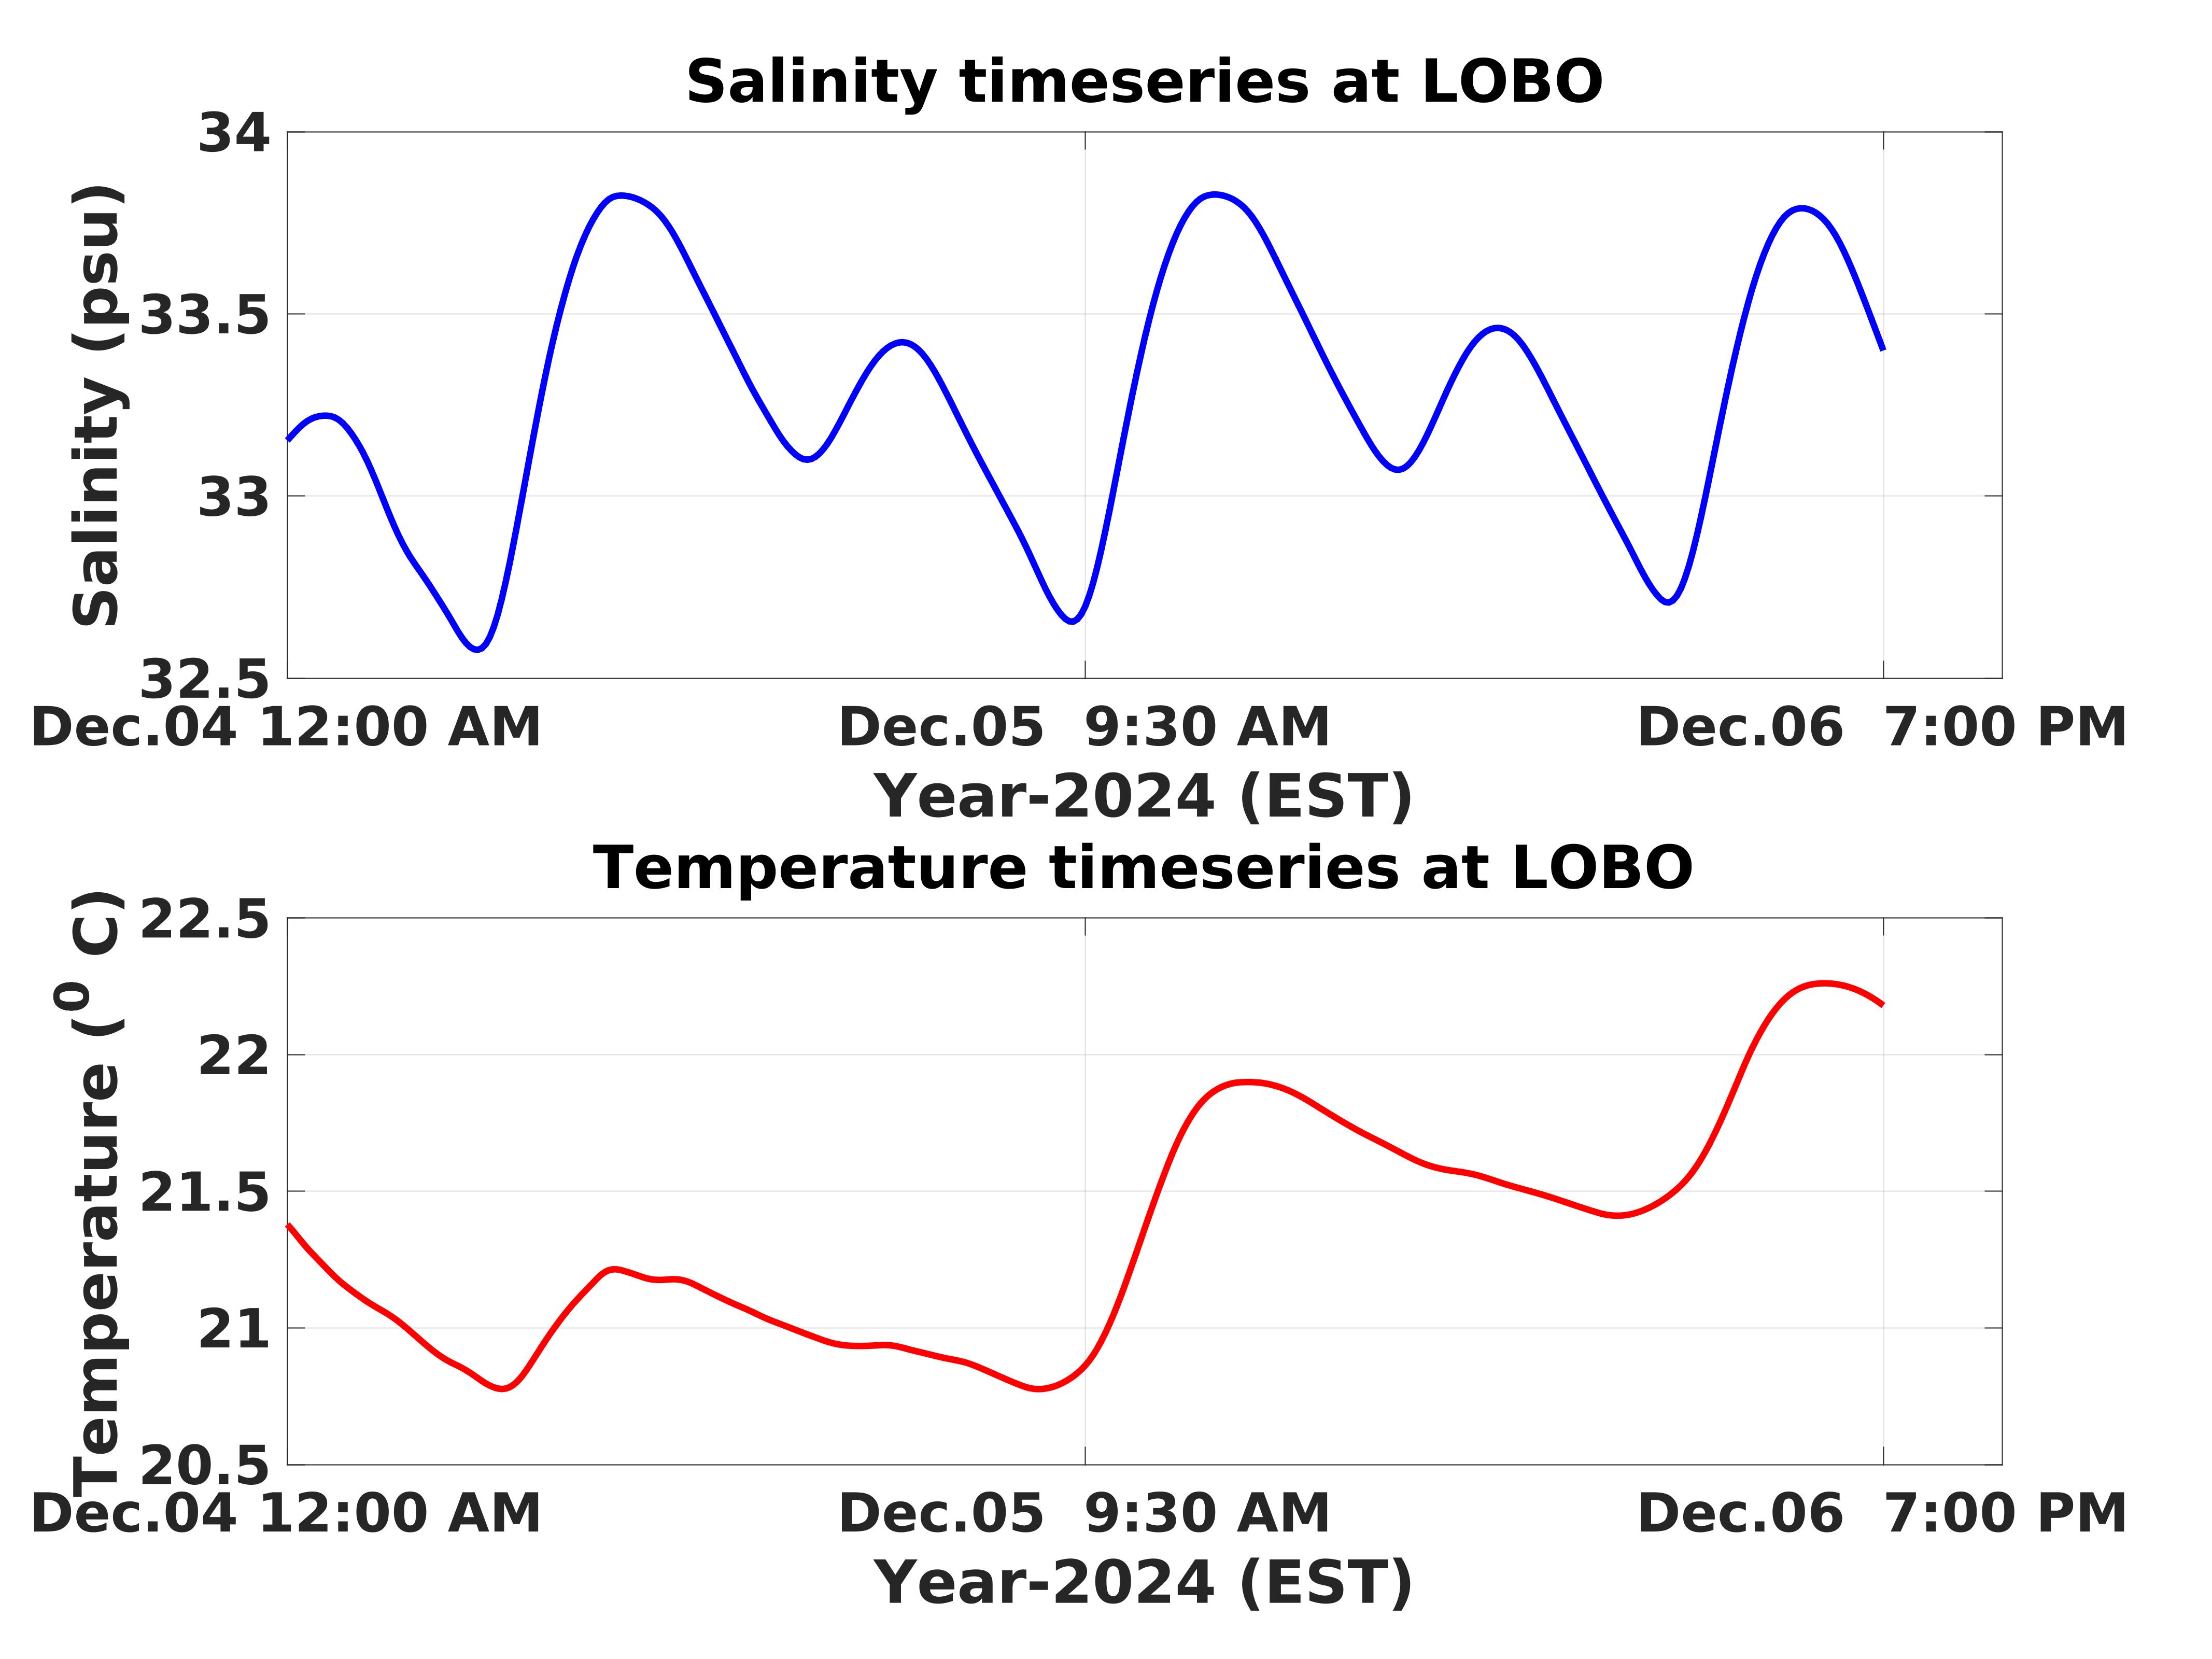 Salinity timeseries at LOBO
Salinity (psu)
34
33.5
33
32.5
Dec.04 12:00 AM Dec.05  9:30 AM Dec.06  7:00 PM
Year-2024 (EST)
Temperature timeseries at LOBO
Temperature (⁰ C)
22.5
22
21.5
21
20.5
Dec.04 12:00 AM Dec.05  9:30 AM Dec.06  7:00 PM
Year-2024 (EST)